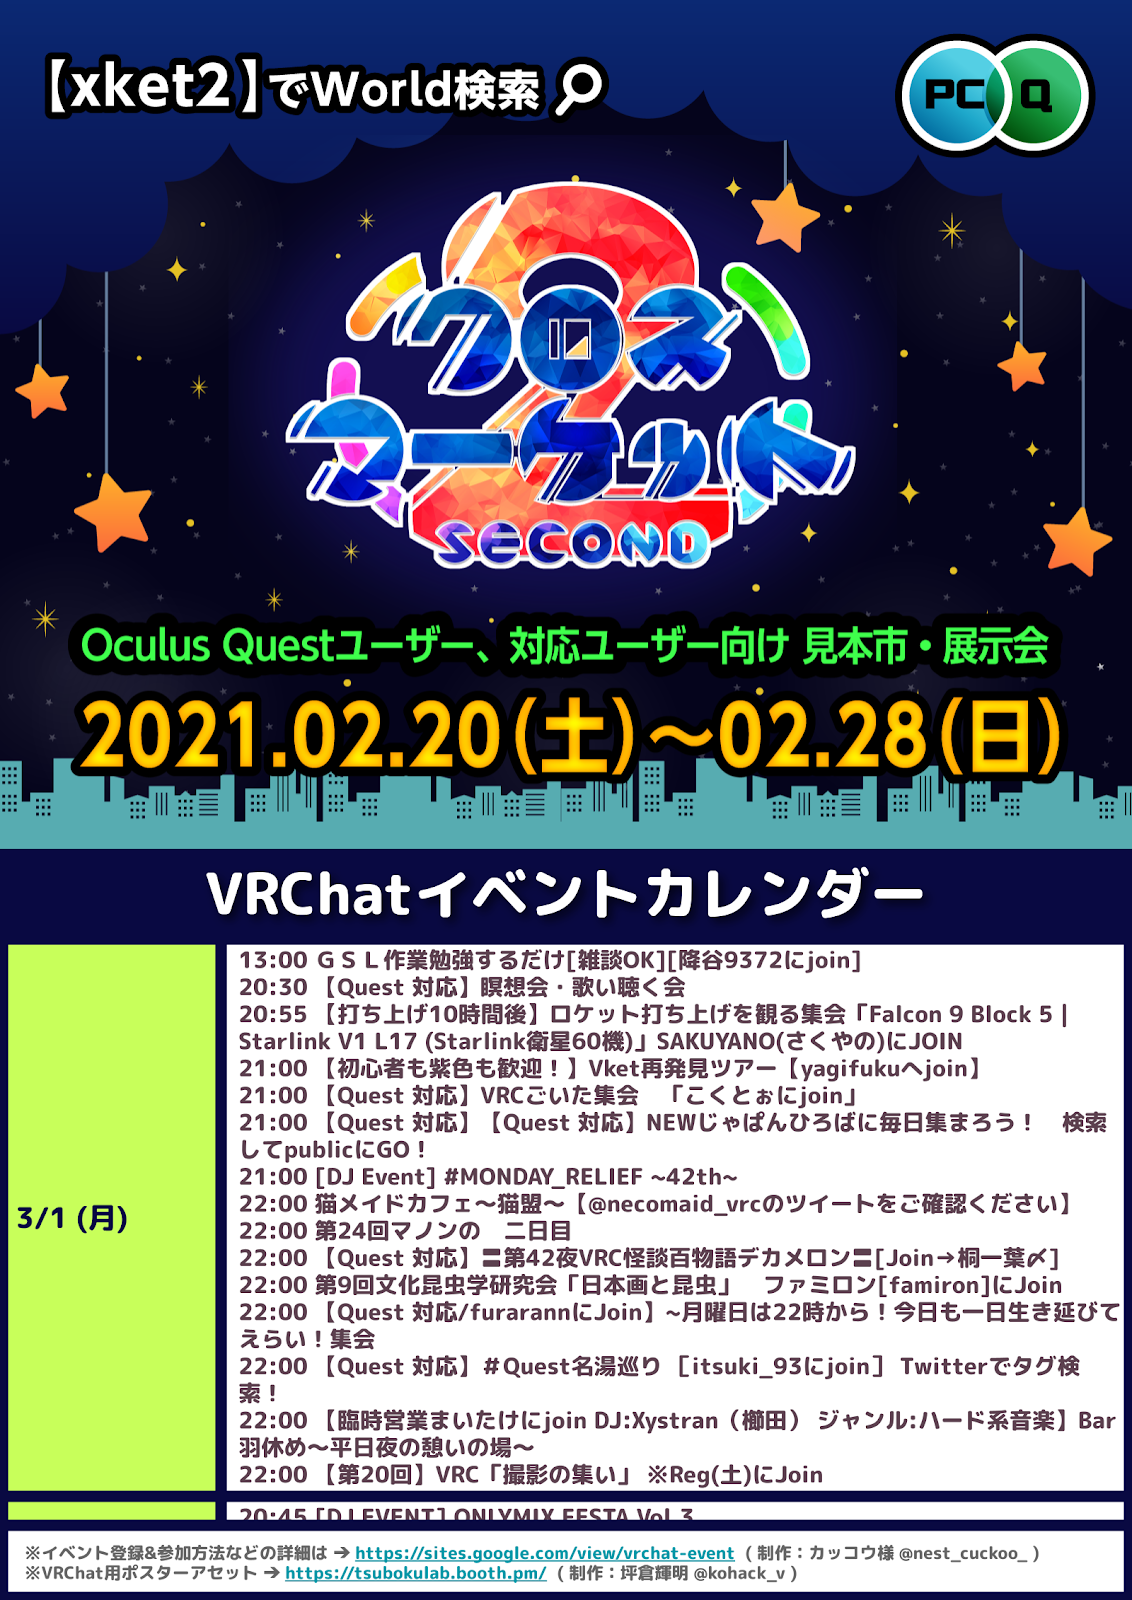 【xket2】でWorld検索
PC Q
クロス
マーケット
2
SECOND
Oculus Questユーザー、対応ユーザー向け 見本市・展示会
2021.02.20(土)〜02.28(日)
VRChatイベントカレンダー
3/1 (月)
13:00 ＧＳＬ作業勉強するだけ[雑談OK][降谷9372にjoin]
20:30 【Quest 対応】瞑想会・歌い聴く会
20:55 【打ち上げ10時間後】ロケット打ち上げを観る集会「Falcon 9 Block 5 |
Starlink V1 L17 (Starlink衛星60機)」SAKUYANO(さくやの)にJOIN
21:00 【初心者も紫色も歓迎！】Vket再発見ツアー【yagifukuへjoin】
21:00 【Quest 対応】VRCごいた集会　「こくとぉにjoin」
21:00 【Quest 対応】【Quest 対応】NEWじゃぱんひろばに毎日集まろう！　検索
してpublicにGO！
21:00 [DJ Event] #MONDAY_RELIEF ~42th~
22:00 猫メイドカフェ〜猫盟〜【@necomaid_vrcのツイートをご確認ください】
22:00 第24回マノンの　二日目
22:00 【Quest 対応】〓第42夜VRC怪談百物語デカメロン〓[Join→桐一葉〆]
22:00 第9回文化昆虫学研究会「日本画と昆虫」　ファミロン[famiron]にJoin
22:00 【Quest 対応/furarannにJoin】~月曜日は22時から！今日も一日生き延びて
えらい！集会
22:00 【Quest 対応】＃Quest名湯巡り ［itsuki_93にjoin］ Twitterでタグ検
索！
22:00 【臨時営業まいたけにjoin DJ:Xystran（櫛田） ジャンル:ハード系音楽】Bar
羽休め〜平日夜の憩いの場〜
22:00 【第20回】VRC「撮影の集い」 ※Reg(土)にJoin
20:45 [DJ EVENT] ONLYMIX FESTA Vol.3
※イベント登録&参加方法などの詳細は ➔ https://sites.google.com/view/vrchat-event ( 制作：カッコウ様 @nest_cuckoo_ )
※VRChat用ポスターアセット ➔ https://tsubokulab.booth.pm/ ( 制作：坪倉輝明 @kohack_v )